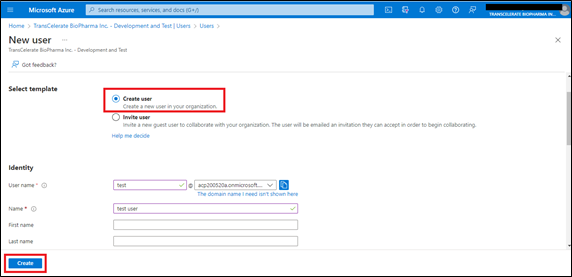 Microsoft Azure
Search resources, services, and docs (G+/)
TRANSCELERATE BIOPHARMA IN...
Home > TransCelerate BioPharma Inc. - Development and Test | Users > Users >
New user ...
TransCelerate BioPharma Inc. - Development and Test
Got feedback?
Select template
Create user
Create a new user in your organization.
Invite user
Invite a new guest user to collaborate with your organization. The user will be emailed an invitation they can accept in order to begin collaborating.
Help me decide
Identity
User name * test @ acp200520a.onmicrosoft....
The domain name I need isn't shown here
Name * test user
First name
Last name
Create